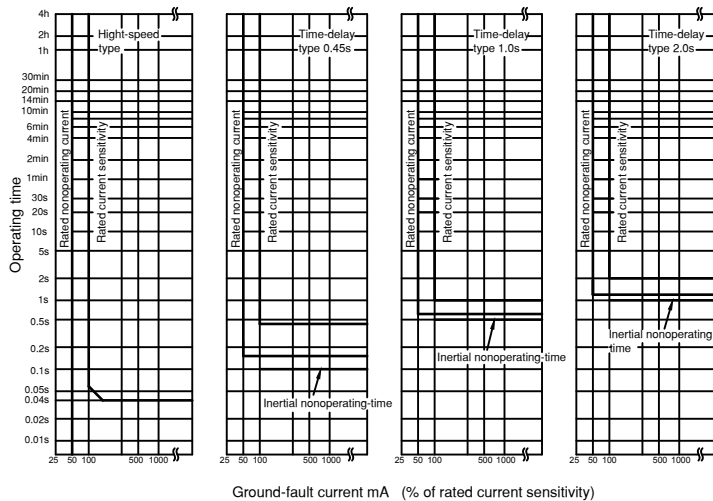 4h
2h
1h
30min
20min
14min
10min
6min
4min
2min
1min
30s
20s
10s
5s
2s
1s
0.5s
0.2s
0.1s
0.05s
0.04s
0.02s
0.01s
Operating time
Hight-speed
type
Rated nonoperating current
Rated current sensitivity
25 50 100 500 1000
Time-delay
type 0.45s
Rated nonoperating current
Rated current sensitivity
Inertial nonoperating-time
25 50 100 500 1000
Time-delay
type 1.0s
Rated nonoperating current
Rated current sensitivity
Inertial nonoperating-time
25 50 100 500 1000
Time-delay
type 2.0s
Rated nonoperating current
Rated current sensitivity
Inertial nonoperating
time
25 50 100 500 1000
Ground-fault current mA (% of rated current sensitivity)